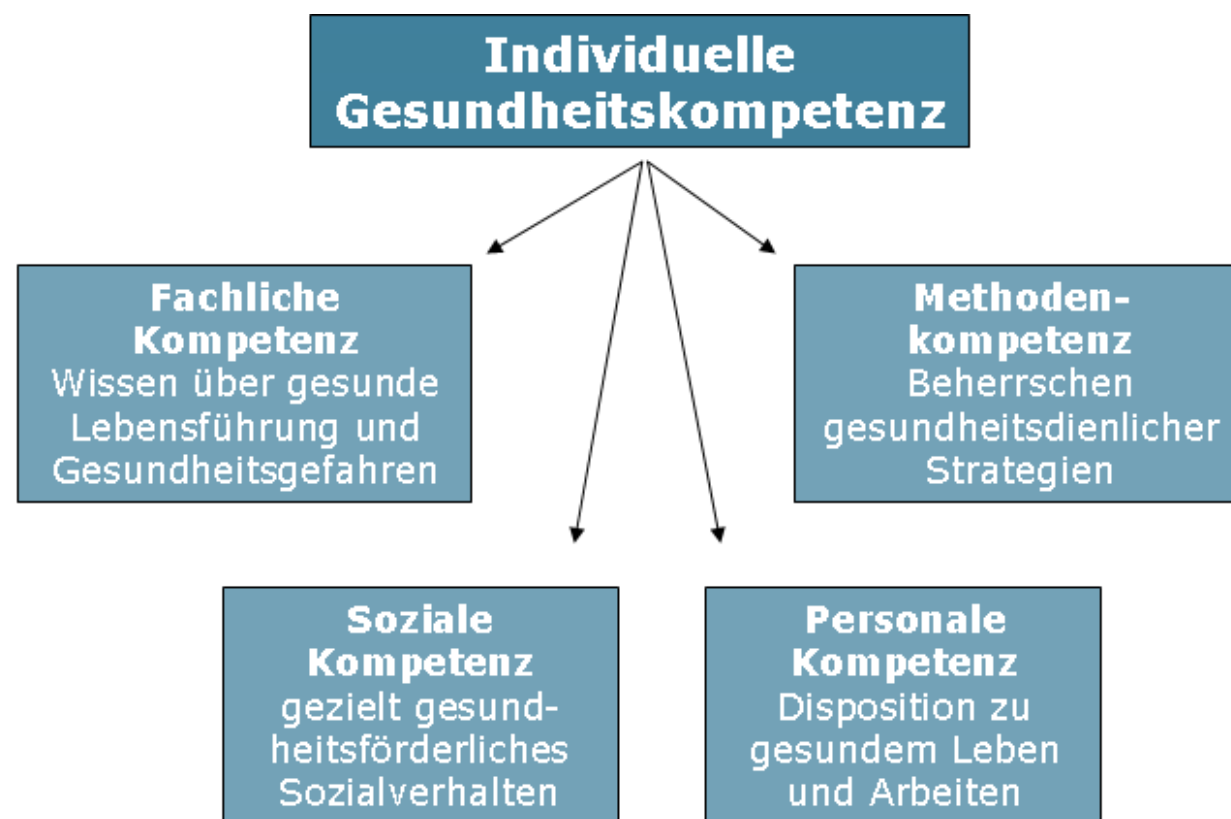 Individuelle
Gesundheitskompetenz
Fachliche
Kompetenz
Wissen über gesunde
Lebensführung und
Gesundheitsgefahren
Methoden-
kompetenz
Beherrschen
gesundheitsdienlicher
Strategien
Soziale
Kompetenz
gezielt gesund-
heitsförderliches
Sozialverhalten
Personale
Kompetenz
Disposition zu
gesundem Leben
und Arbeiten